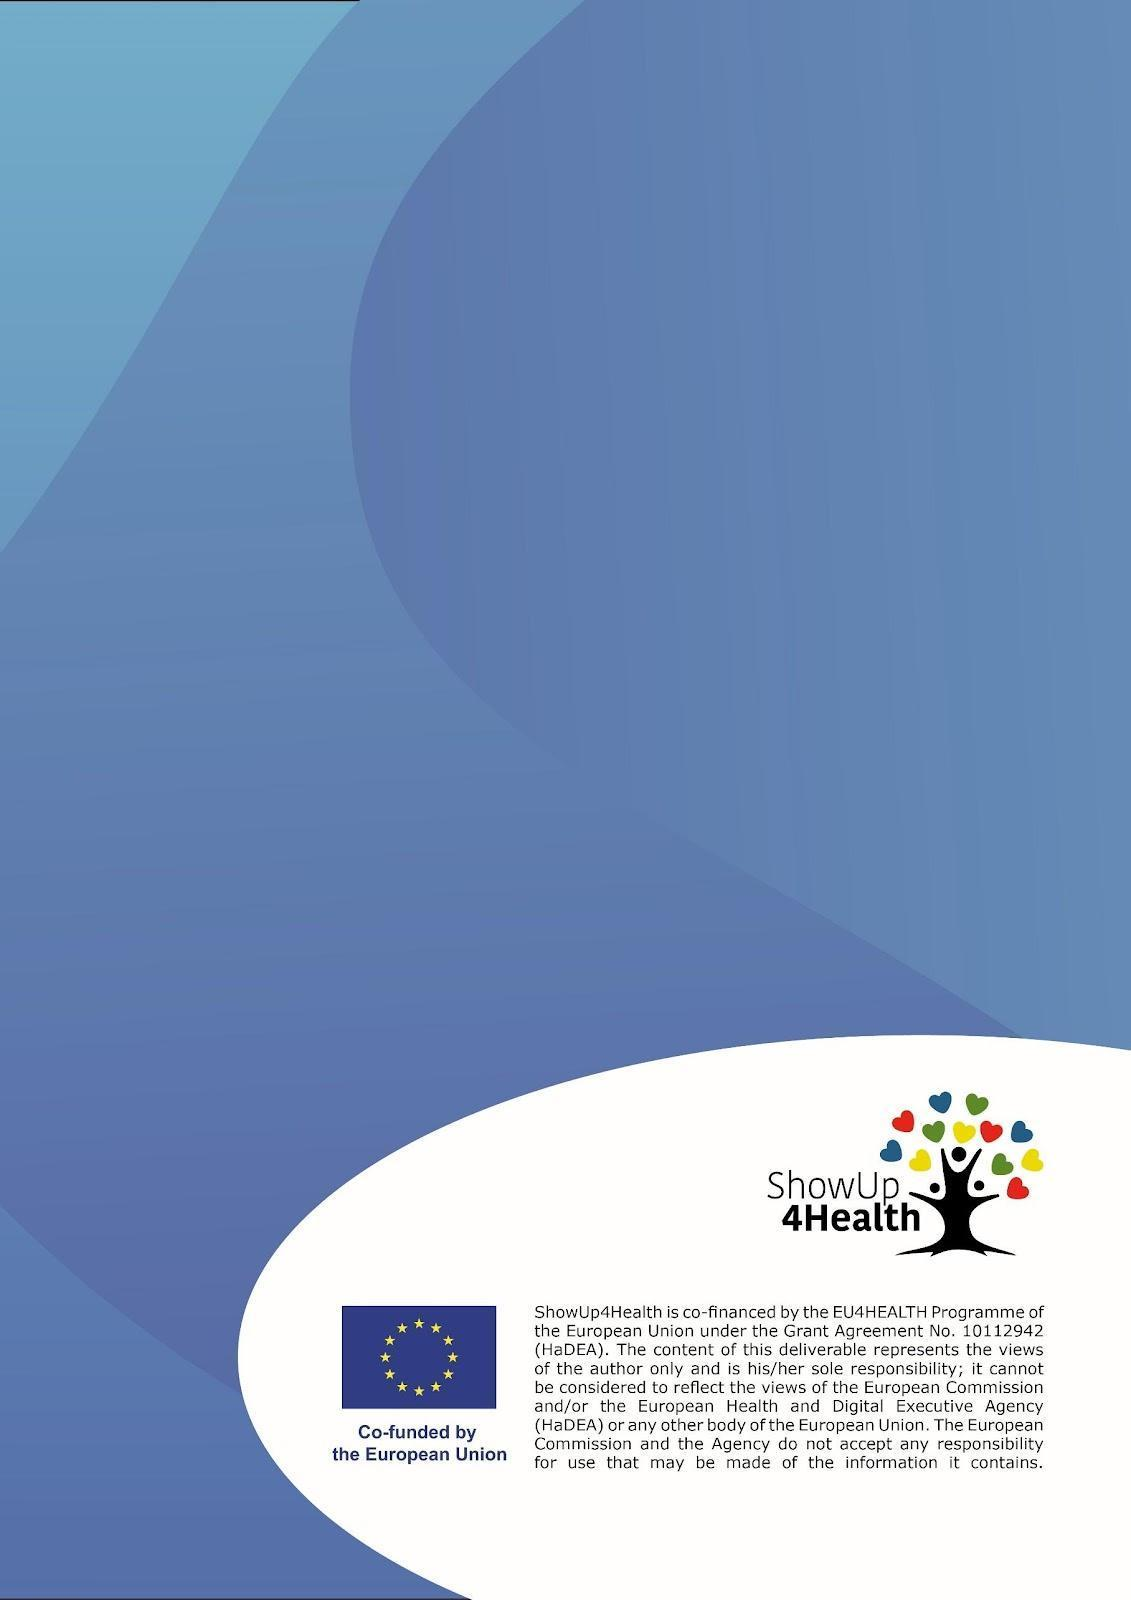 ShowUp
4Health
ShowUp4Health is co-financed by the EU4HEALTH Programme of
the European Union under the Grant Agreement No. 10112942
(HaDEA). The content of this deliverable represents the views
of the author only and is his/her sole responsibility; it cannot
be considered to reflect the views of the European Commission
and/or the European Health and Digital Executive Agency
(HaDEA) or any other body of the European Union. The European
Commission and the Agency do not accept any responsibility
for use that may be made of the information it contains.
Co-funded by
the European Union